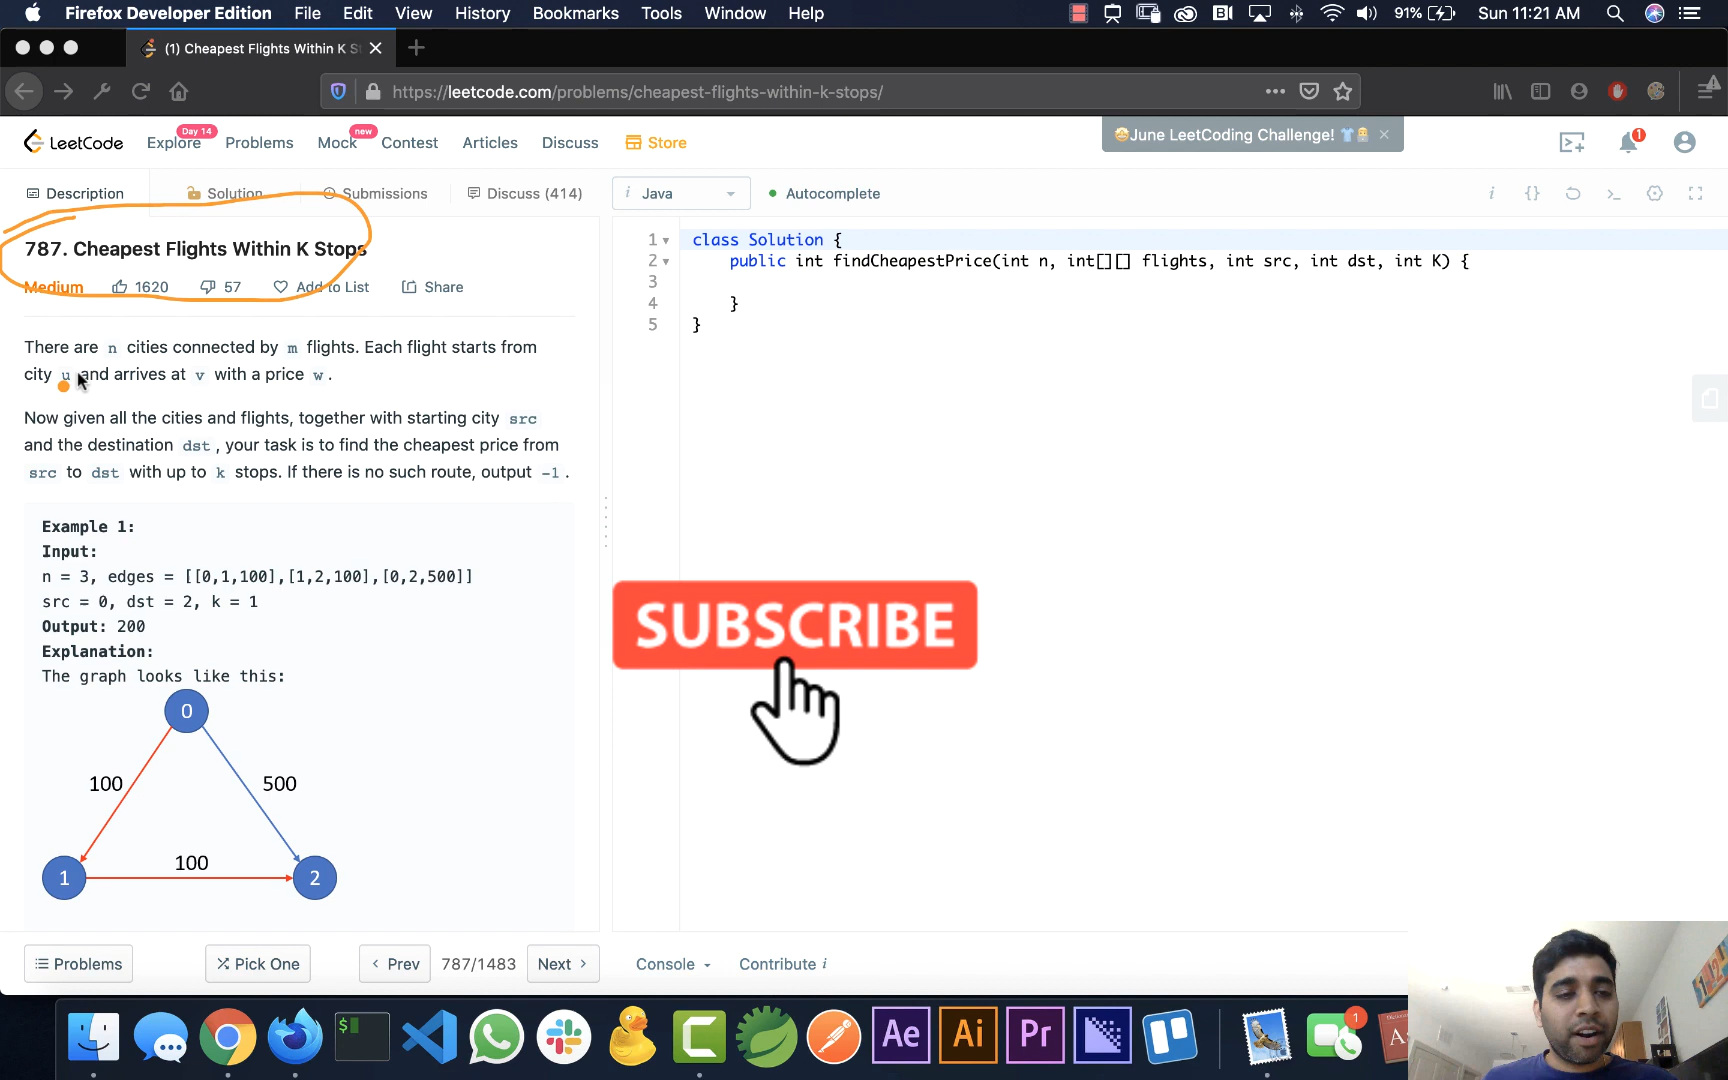 Firefox Developer Edition File Edit View History Bookmarks Tools Window Help 91% Sun 11:21 AM
(1) Cheapest Flights Within K St
https://leetcode.com/problems/cheapest-flights-within-k-stops/
LeetCode Explore Day 14 Problems Mock new Contest Articles Discuss Store June LeetCoding Challenge! 1
Description Solution Submissions Discuss (414) i Java Autocomplete
787. Cheapest Flights Within K Stops
Medium 1620 57 Add to List Share
There are n cities connected by m flights. Each flight starts from
city u and arrives at v with a price w.
Now given all the cities and flights, together with starting city src
and the destination dst, your task is to find the cheapest price from
src to dst with up to k stops. If there is no such route, output -1.
Example 1:
Input:
n = 3, edges = [[0,1,100],[1,2,100],[0,2,500]]
src = 0, dst = 2, k = 1
Output: 200
Explanation:
The graph looks like this:
0
100 500
100
1 2
1 class Solution {
2 public int findCheapestPrice(int n, int[][] flights, int src, int dst, int K) {
3
4 }
5 }
SUBSCRIBE
Problems Pick One Prev 787/1483 Next Console Contribute i
$ Ae Ai Pr 1